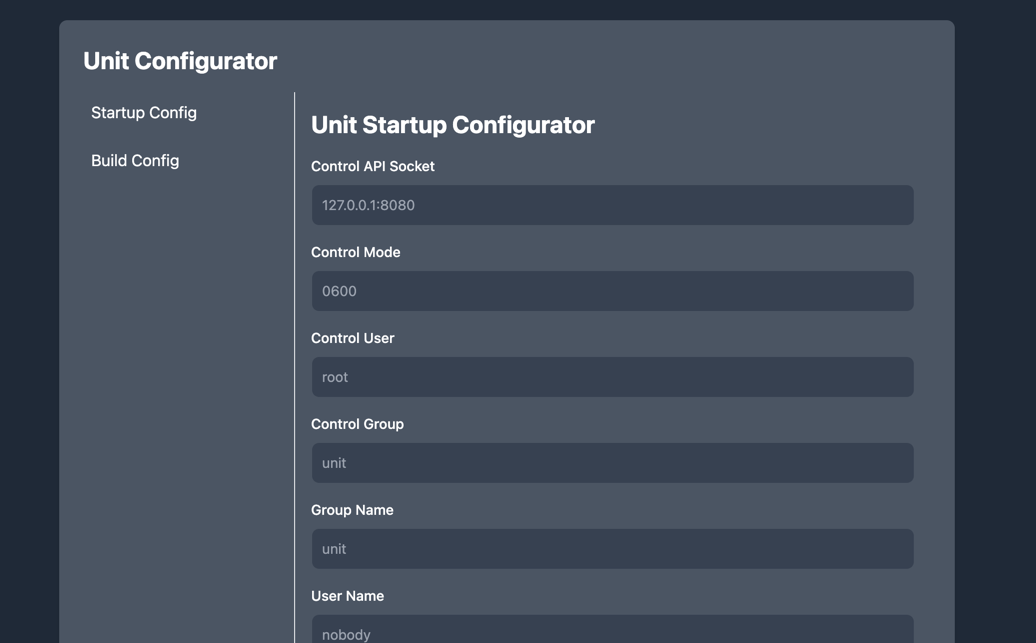 Unit Configurator
Startup Config
Build Config
Unit Startup Configurator
Control API Socket
127.0.0.1:8080
Control Mode
0600
Control User
root
Control Group
unit
Group Name
unit
User Name
nobody